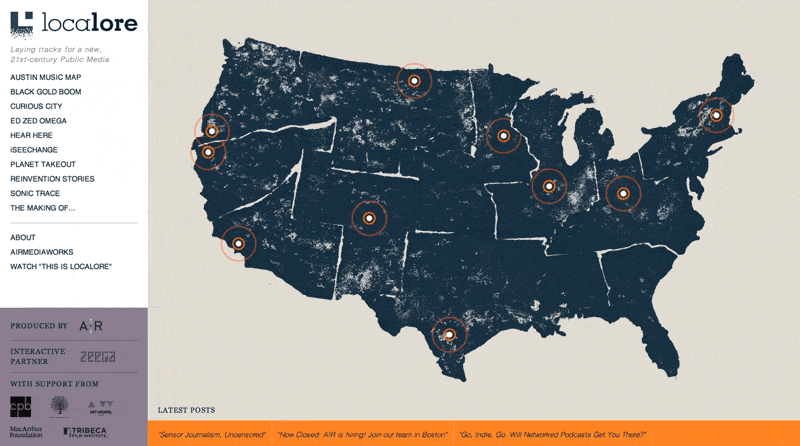 localore
Laying tracks for a new,
21st-century Public Media
AUSTIN MUSIC MAP
BLACK GOLD BOOM
CURIOUS CITY
ED ZED OMEGA
HEAR HERE
iSEECHANGE
PLANET TAKEOUT
REINVENTION STORIES
SONIC TRACE
THE MAKING OF...
ABOUT
AIRMEDIAWORKS
WATCH "THIS IS LOCALORE"
PRODUCED BY A:R
INTERACTIVE
PARTNER
zeega
WITH SUPPORT FROM
cpb
ART WORKS.
MacArthur
Foundation
TRIBECA
FILM INSTITUTE.
LATEST POSTS
"Sensor Journalism, Uncensored" "Now Closed: A!R is hiring! Join our team in Boston" "Go, Indie, Go. Will Networked Podcasts Get You There?"